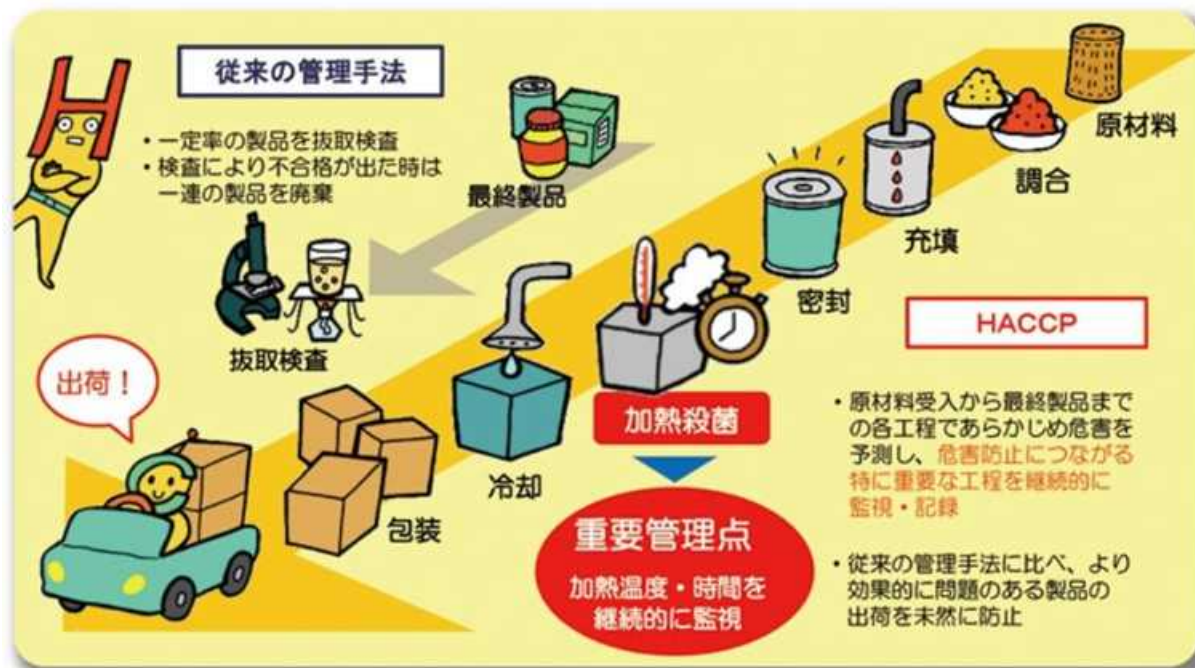 従来の管理手法
・一定率の製品を抜取検査
・検査により不合格が出た時は
一連の製品を廃棄
最終製品
抜取検査
原材料
調合
充填
密封
加熱殺菌
冷却
包装
出荷！
重要管理点
加熱温度・時間を
継続的に監視
HACCP
・原材料受入から最終製品まで
の各工程であらかじめ危害を
予測し、危害防止につながる
特に重要な工程を継続的に
監視・記録
・従来の管理手法に比べ、より
効果的に問題のある製品の
出荷を未然に防止